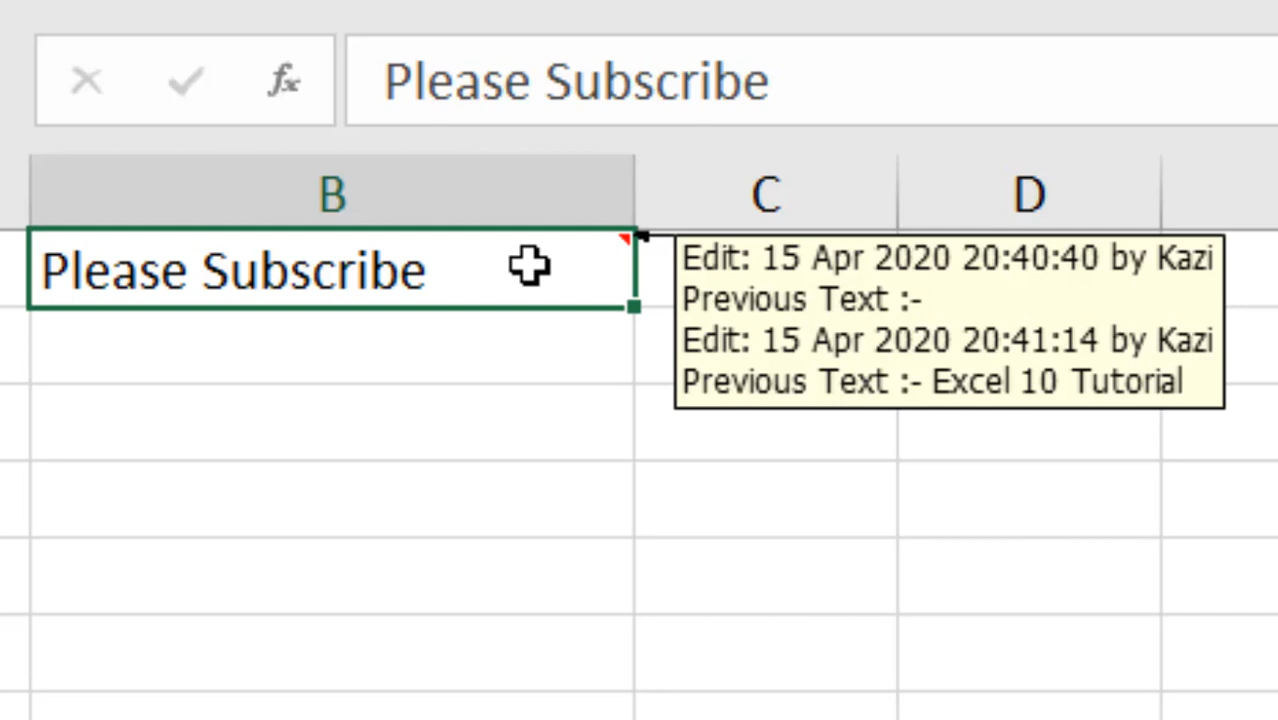 fx Please Subscribe
B C D
Please Subscribe
Edit: 15 Apr 2020 20:40:40 by Kazi
Previous Text :-
Edit: 15 Apr 2020 20:41:14 by Kazi
Previous Text :- Excel 10 Tutorial